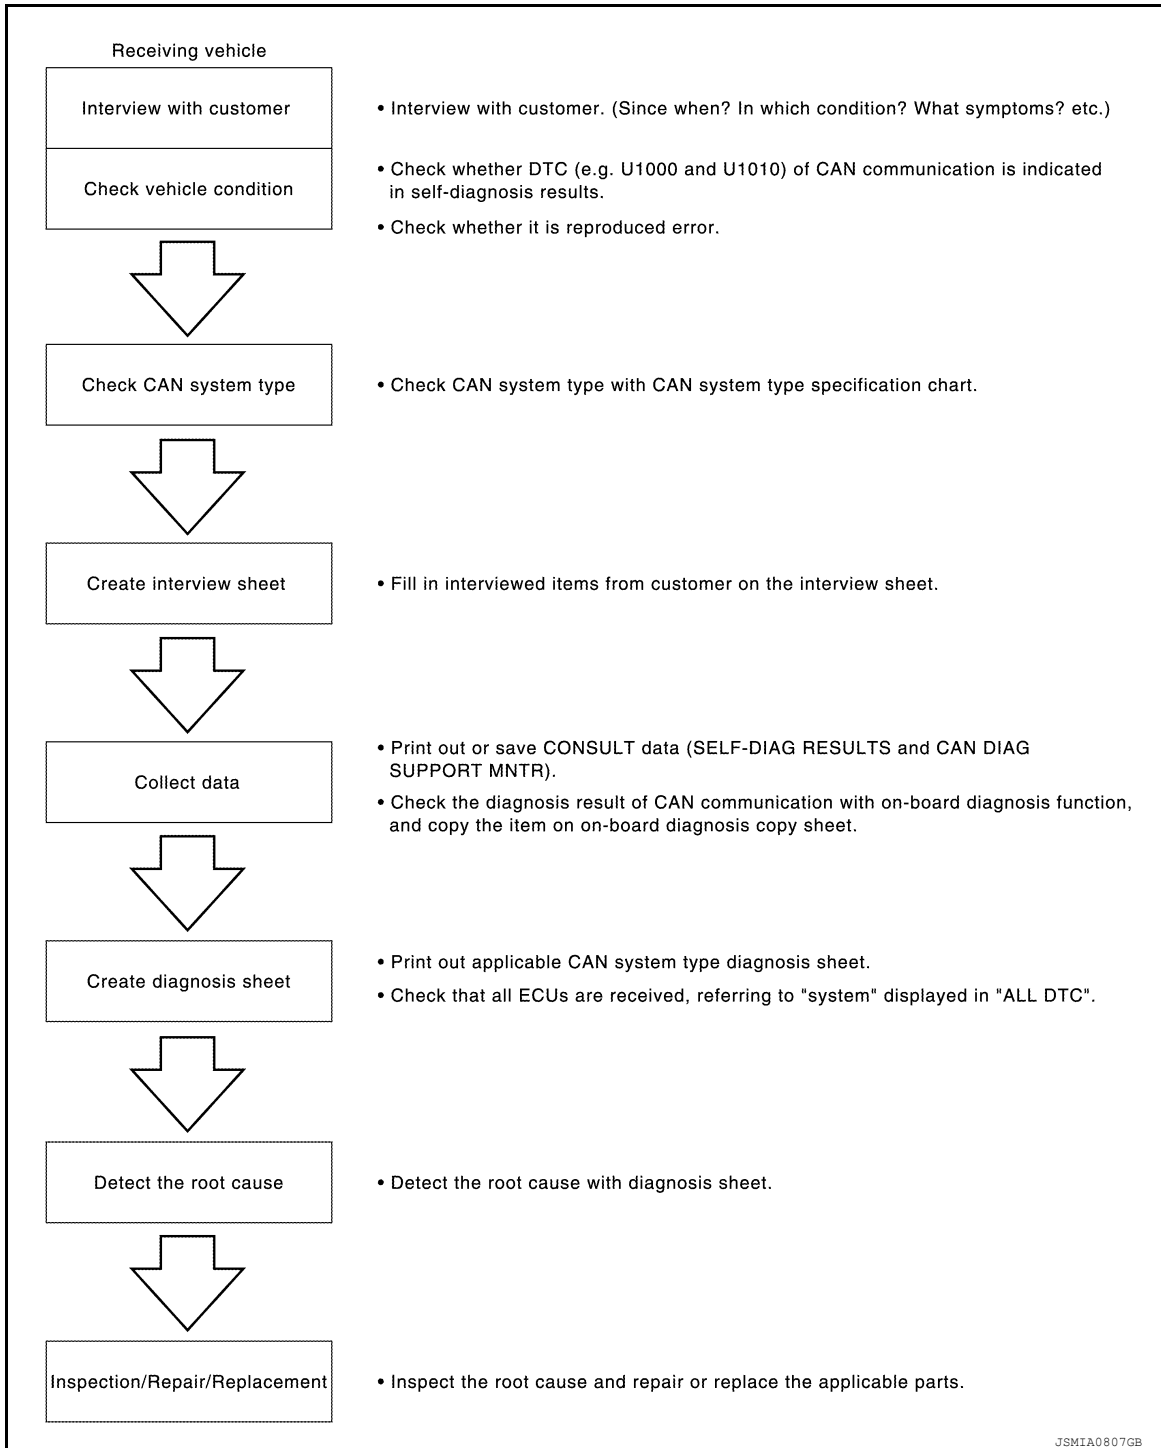 Receiving vehicle
Interview with customer
• Interview with customer. (Since when? In which condition? What symptoms? etc.)
Check vehicle condition
• Check whether DTC (e.g. U1000 and U1010) of CAN communication is indicated
in self-diagnosis results.
• Check whether it is reproduced error.
Check CAN system type
• Check CAN system type with CAN system type specification chart.
Create interview sheet
• Fill in interviewed items from customer on the interview sheet.
Collect data
• Print out or save CONSULT data (SELF-DIAG RESULTS and CAN DIAG
SUPPORT MNTR).
• Check the diagnosis result of CAN communication with on-board diagnosis function,
and copy the item on on-board diagnosis copy sheet.
Create diagnosis sheet
• Print out applicable CAN system type diagnosis sheet.
• Check that all ECUs are received, referring to "system" displayed in "ALL DTC".
Detect the root cause
• Detect the root cause with diagnosis sheet.
Inspection/Repair/Replacement
• Inspect the root cause and repair or replace the applicable parts.
JSMIA0807GB